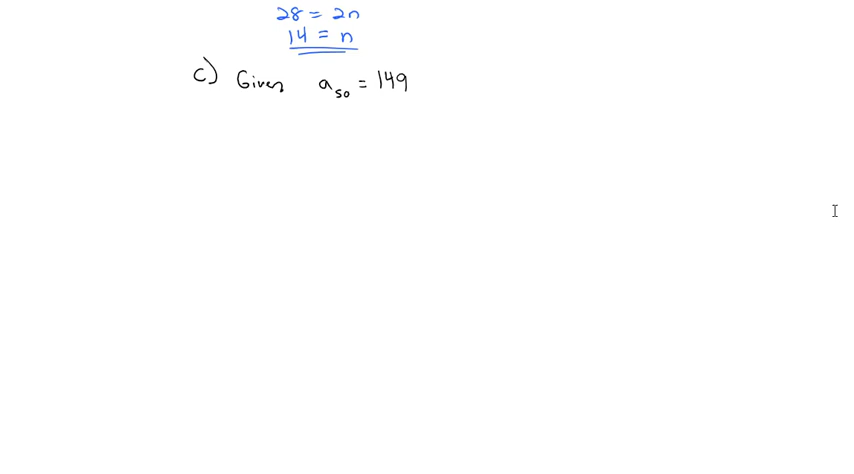 28 = 2n
14 = n
c) Given a₅₀ = 149